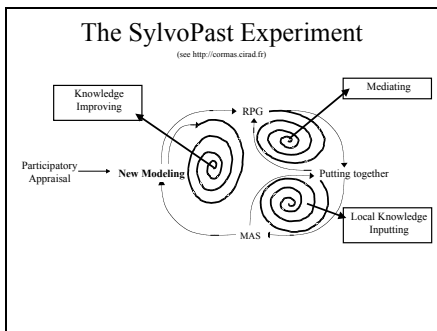 The SylvoPast Experiment
(see http://cormas.cirad.fr)
Knowledge
Improving
Mediating
RPG
Participatory
Appraisal
New Modeling
Putting together
Local Knowledge
Inputting
MAS